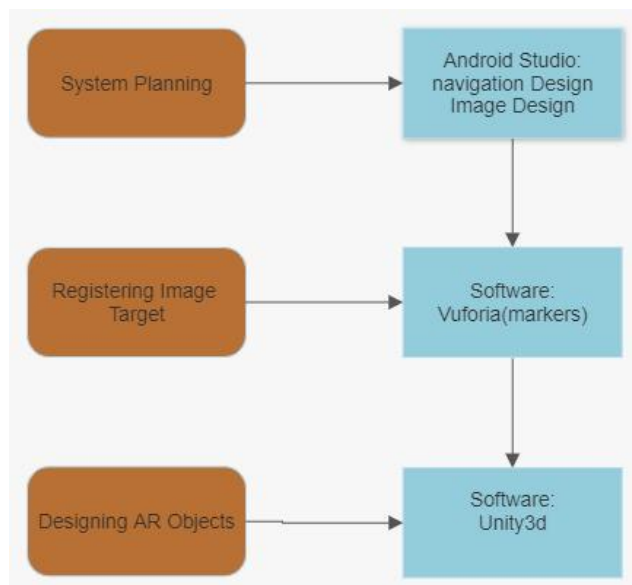 System Planning
Android Studio:
navigation Design
Image Design
Registering Image
Target
Software:
Vuforia(markers)
Designing AR Objects
Software:
Unity3d